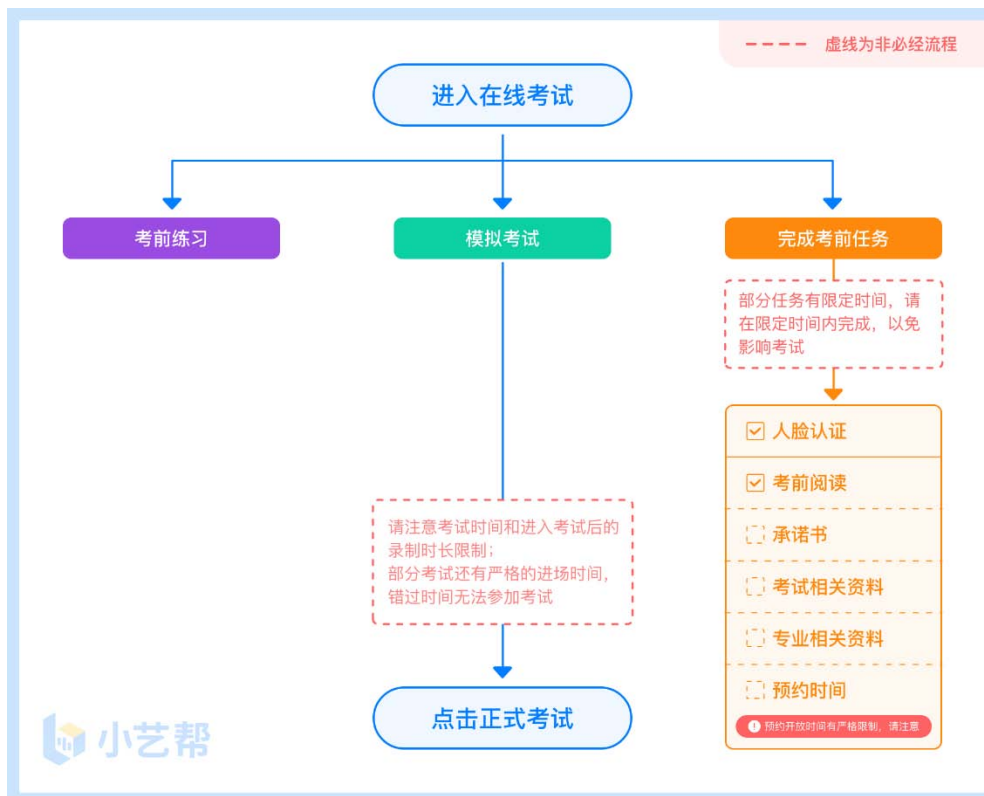 虚线为非必经流程
进入在线考试
考前练习
模拟考试
完成考前任务
部分任务有限定时间，请
在限定时间内完成，以免
影响考试
人脸认证
考前阅读
承诺书
考试相关资料
专业相关资料
预约时间
预约开放时间有严格限制，请注意
请注意考试时间和进入考试后的
录制时长限制；
部分考试还有严格的进场时间，
错过时间无法参加考试
点击正式考试
小艺帮